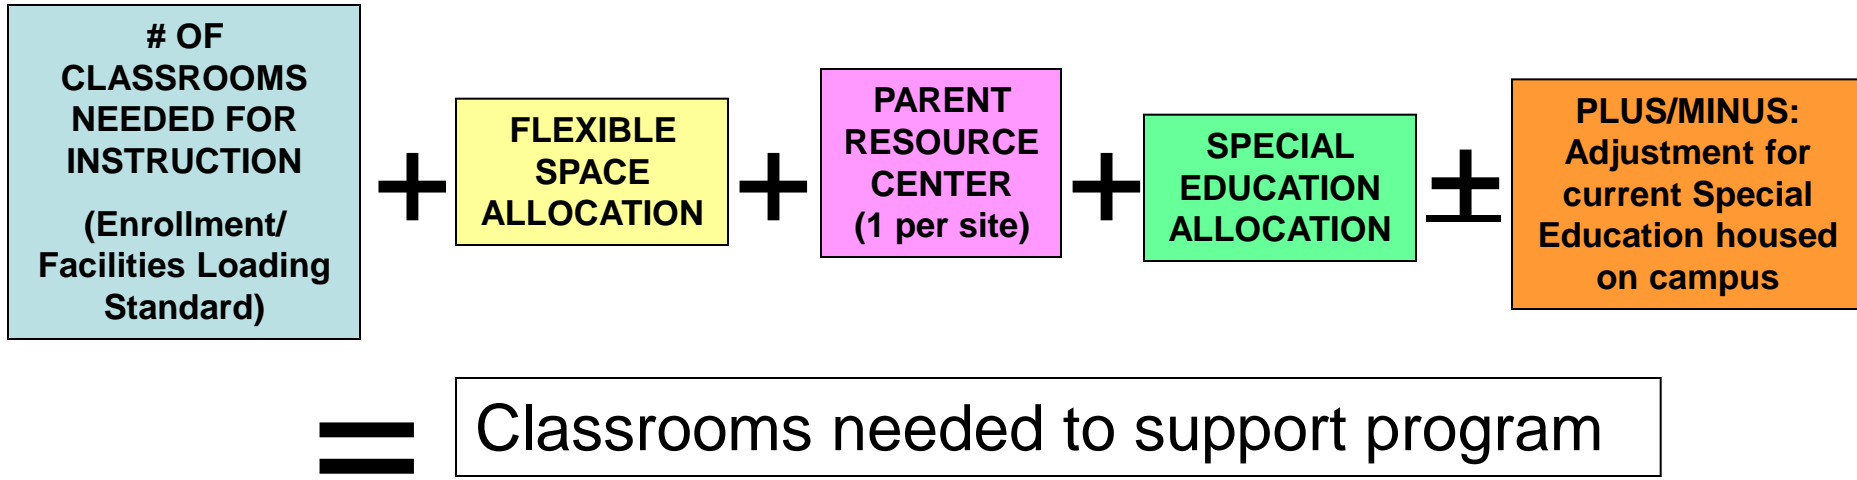 # OF
CLASSROOMS
NEEDED FOR
INSTRUCTION
(Enrollment/
Facilities Loading
Standard)
+
FLEXIBLE
SPACE
ALLOCATION
+
PARENT
RESOURCE
CENTER
(1 per site)
+
SPECIAL
EDUCATION
ALLOCATION
±
PLUS/MINUS:
Adjustment for
current Special
Education housed
on campus
=
Classrooms needed to support program